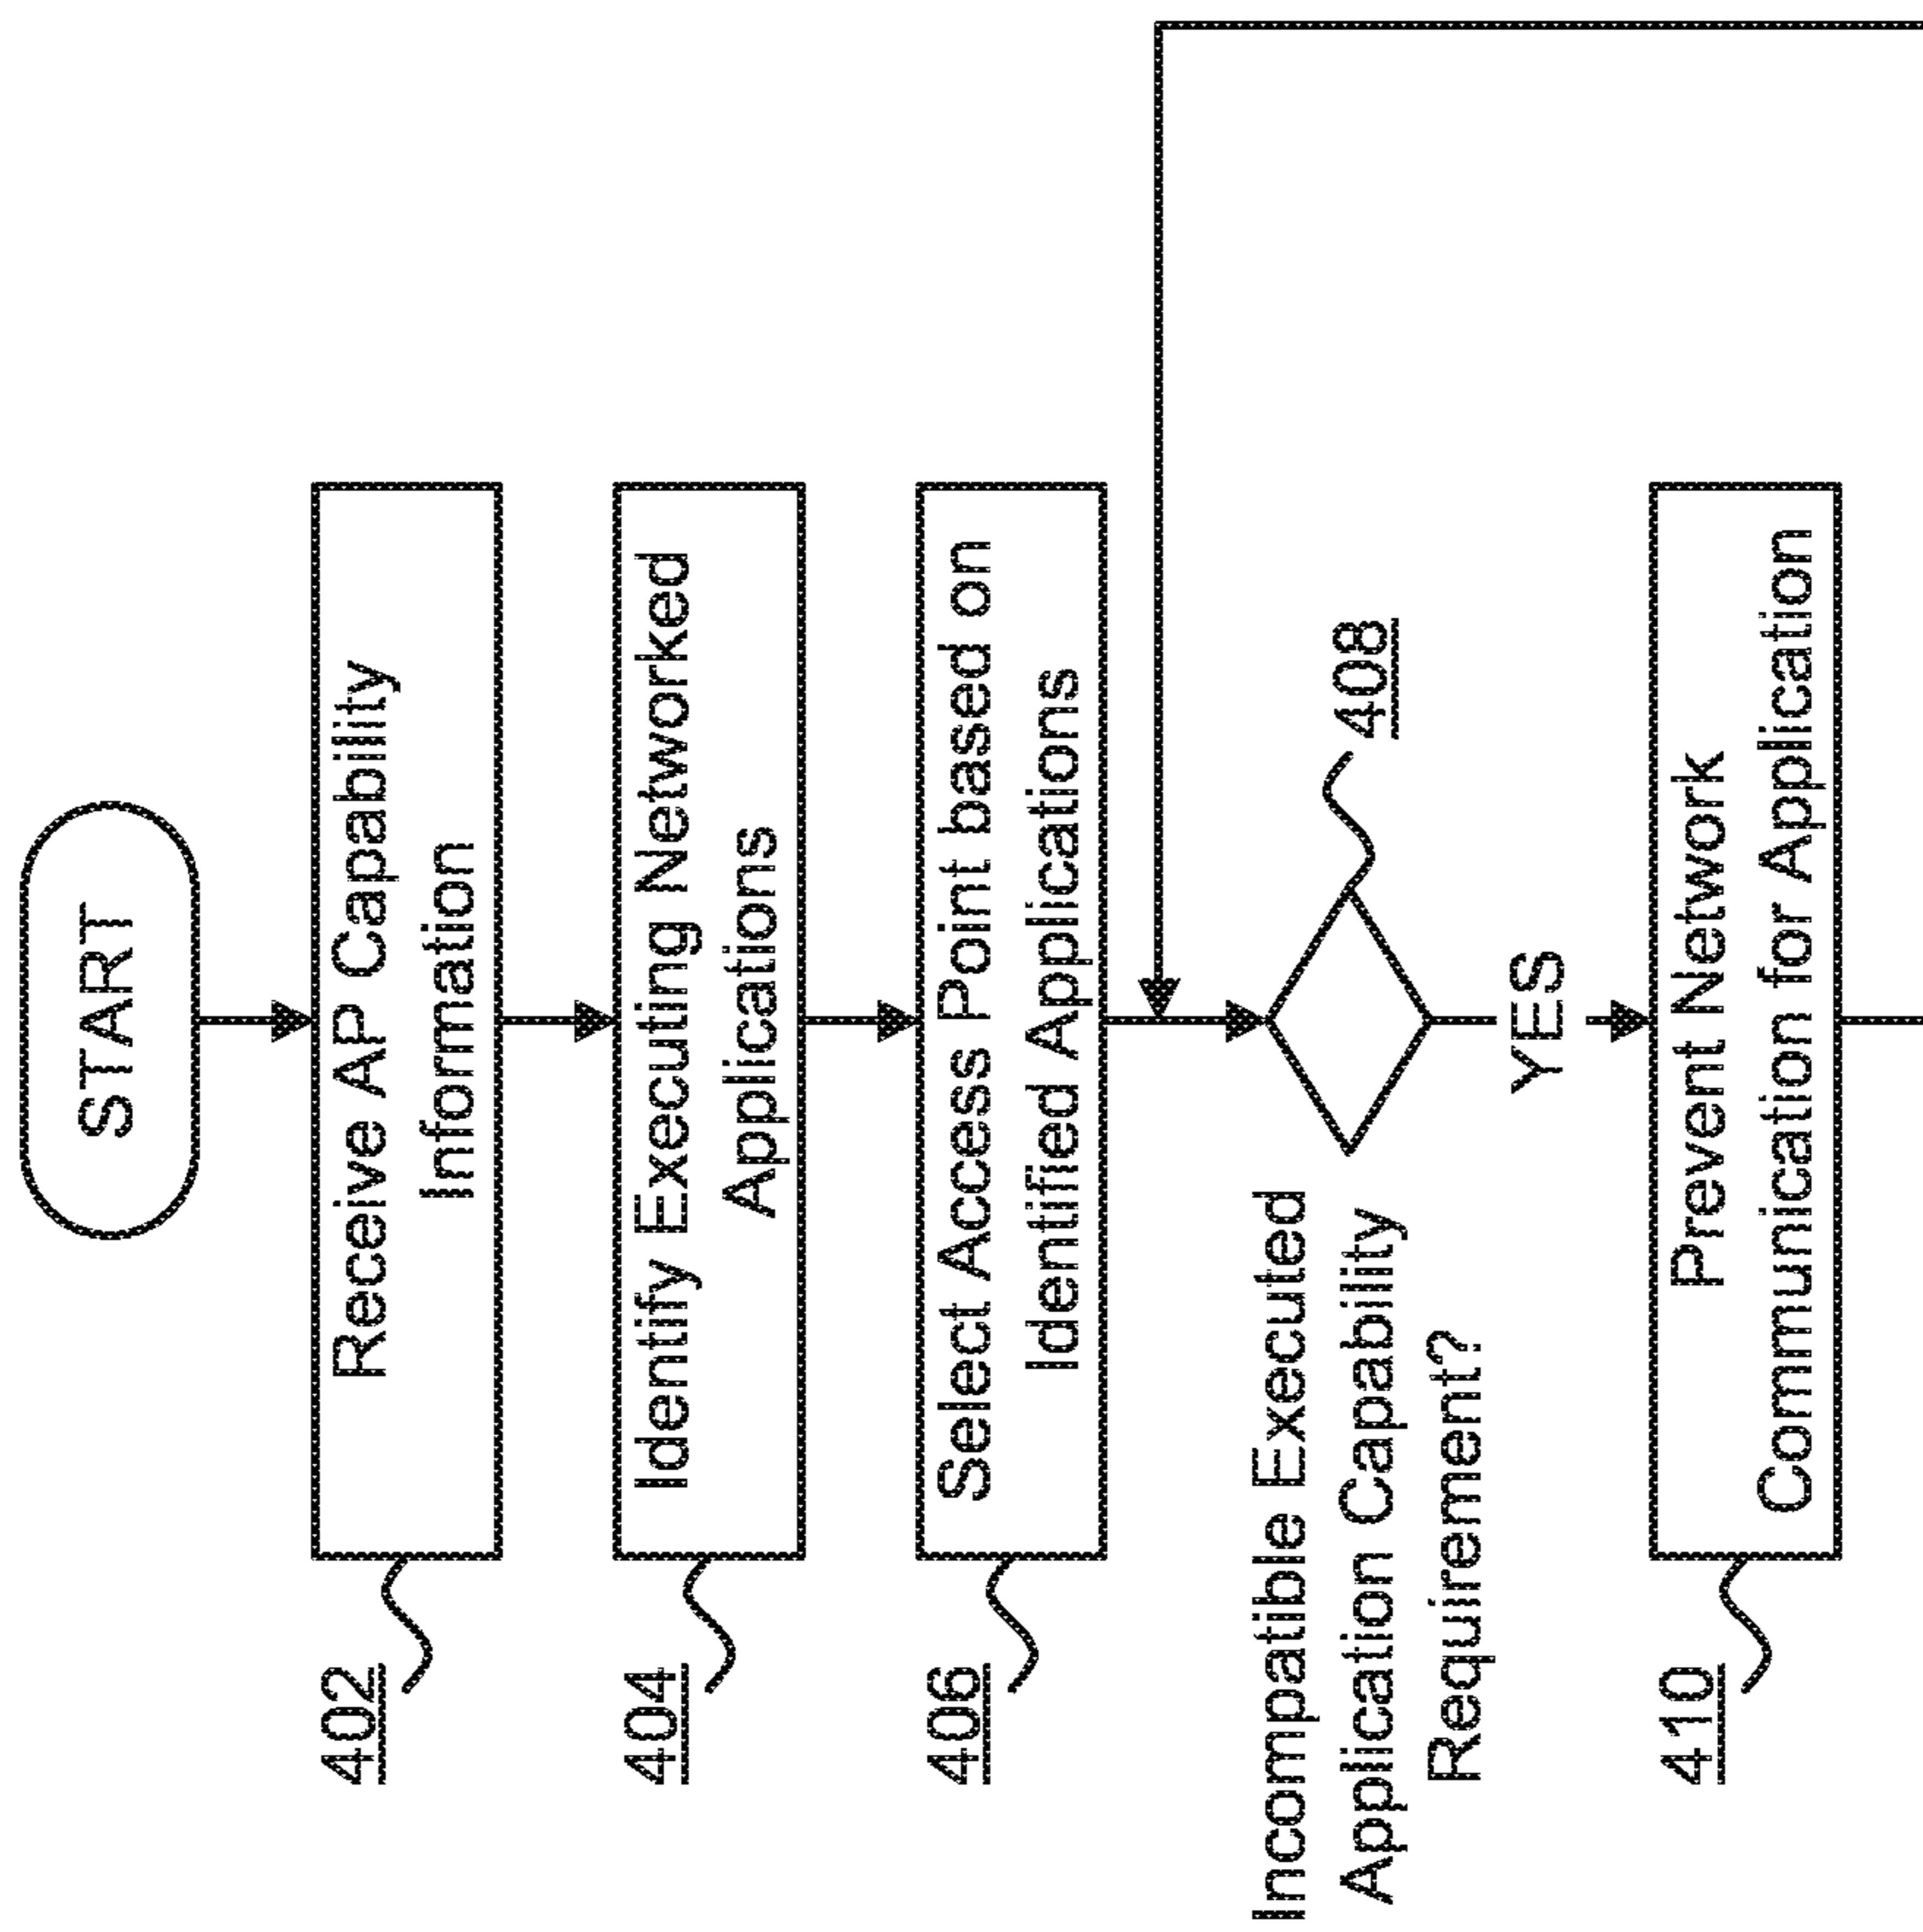 START
402
Receive AP Capability
Information
404
Identify Executing Networked
Applications
406
Select Access Point based on
Identified Applications
Incompatible Executed
Application Capability
Requirement?
408
YES
410
Prevent Network
Communication for Application